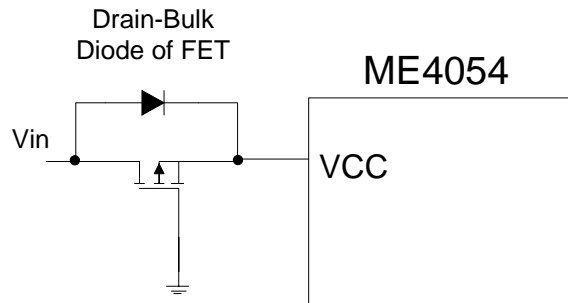 Drain-Bulk
Diode of FET
ME4054
Vin
VCC